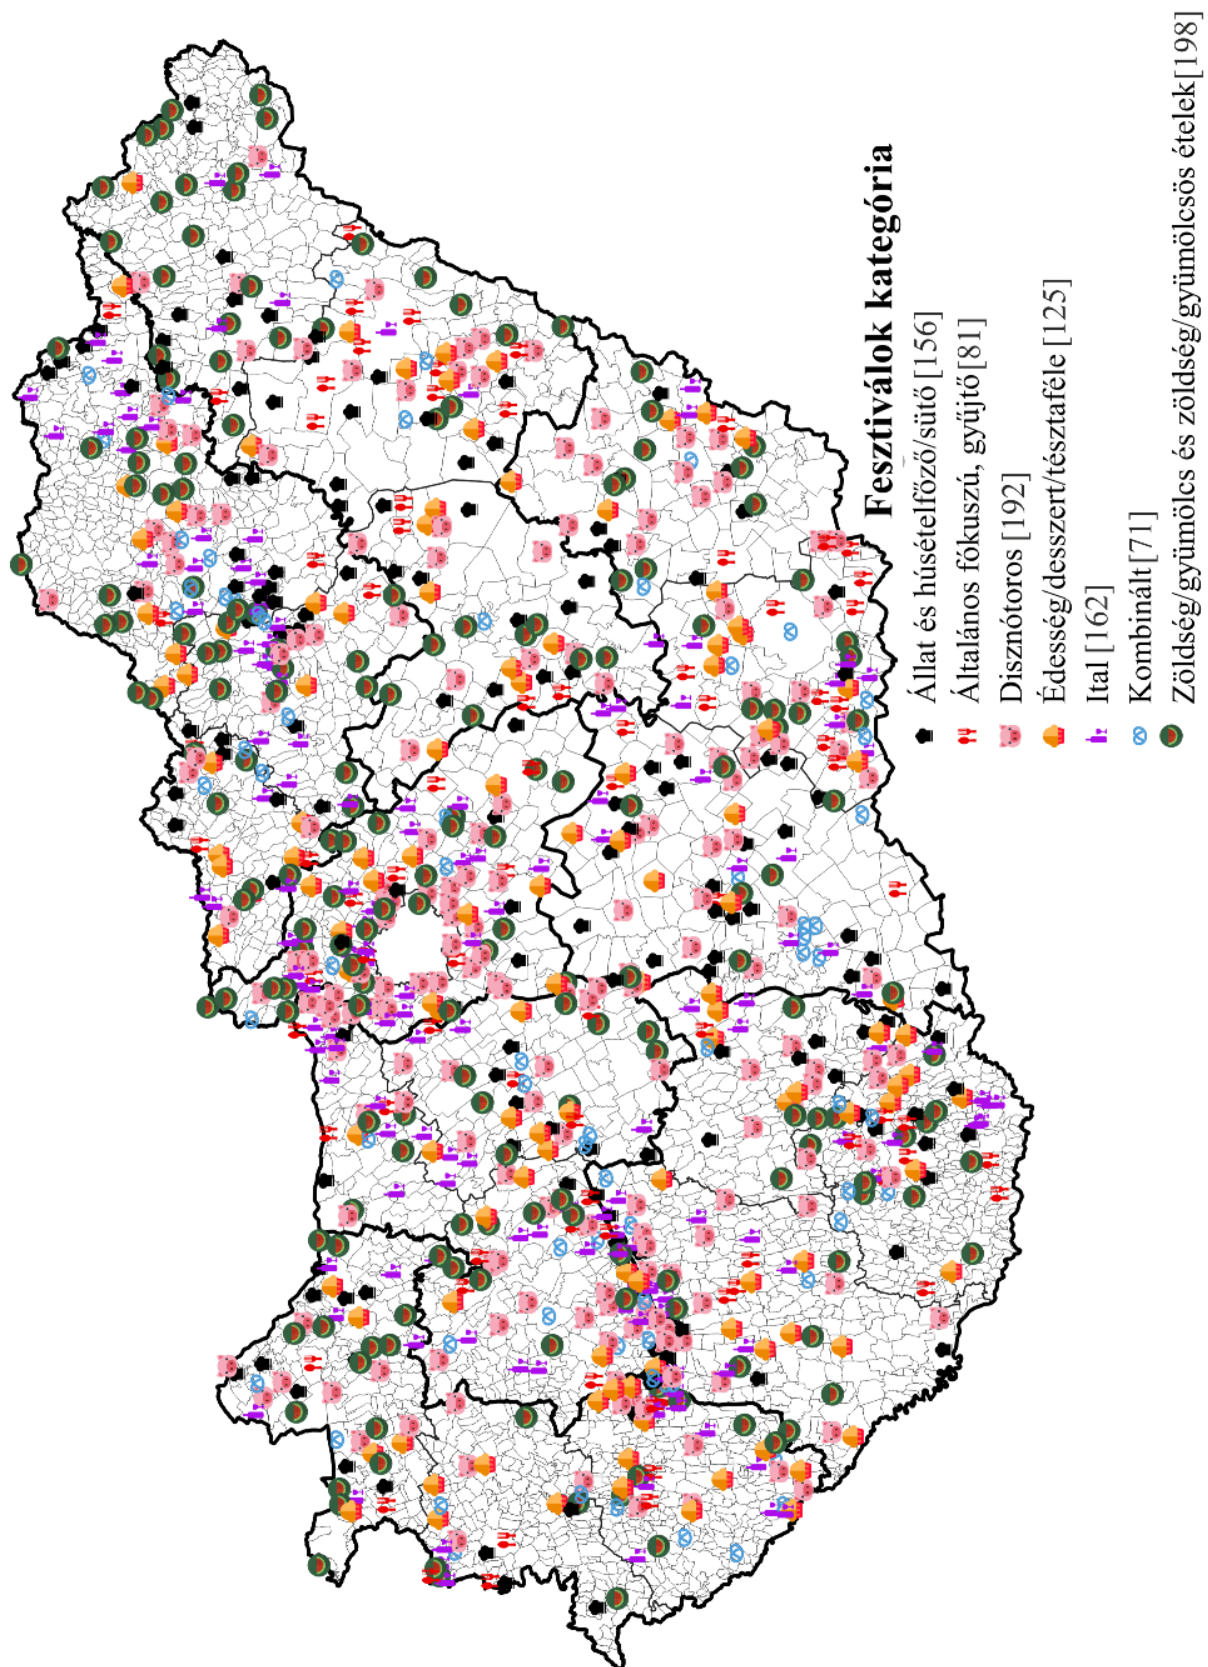 Fesztiválok kategória
Állat és húsételfőző/sütő [156]
Általános fókuszú, gyűjtő [81]
Disznótoros [192]
Édesség/desszert/tésztaféle [125]
Ital [162]
Kombinált [71]
Zöldség/gyümölcs és zöldség/gyümölcsös ételek[198]